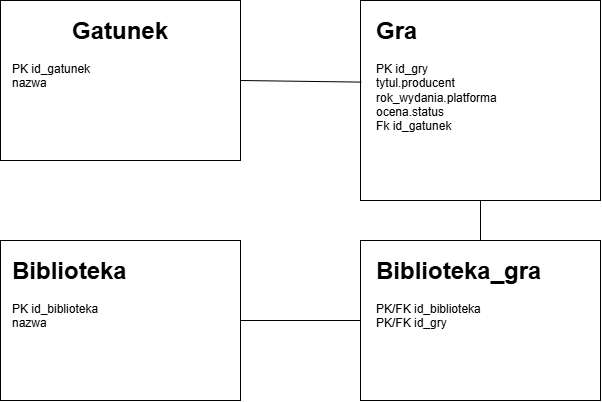 Gatunek
PK id_gatunek
nazwa
Gra
PK id_gry
tytul.producent
rok_wydania.platforma
ocena.status
Fk id_gatunek
Biblioteka
PK id_biblioteka
nazwa
Biblioteka_gra
PK/FK id_biblioteka
PK/FK id_gry